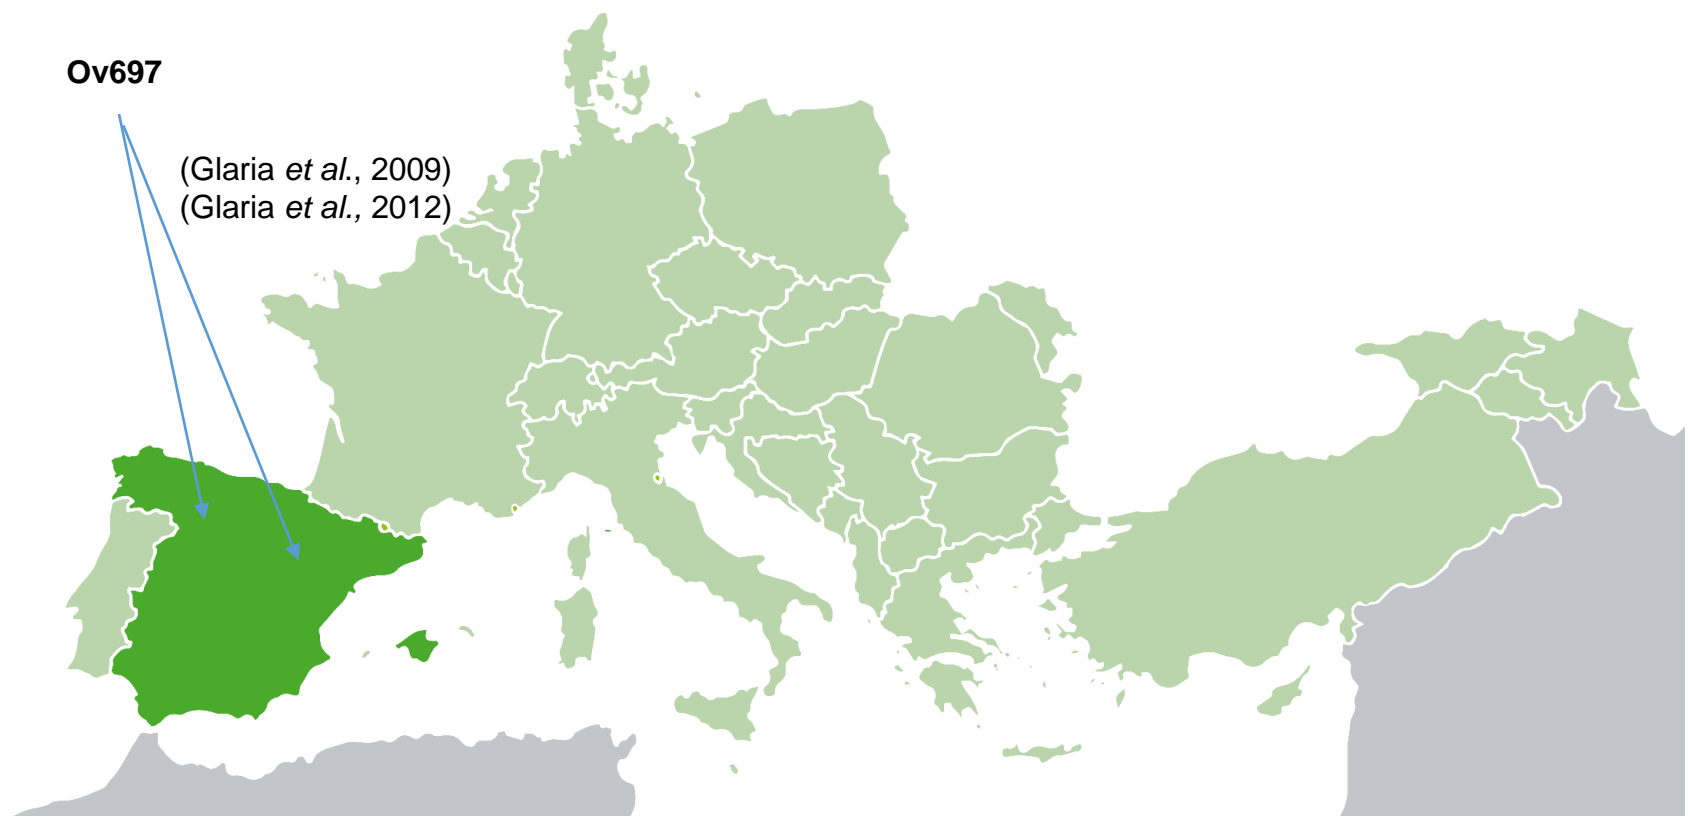 Ov697
(Glaria et al., 2009)
(Glaria et al., 2012)